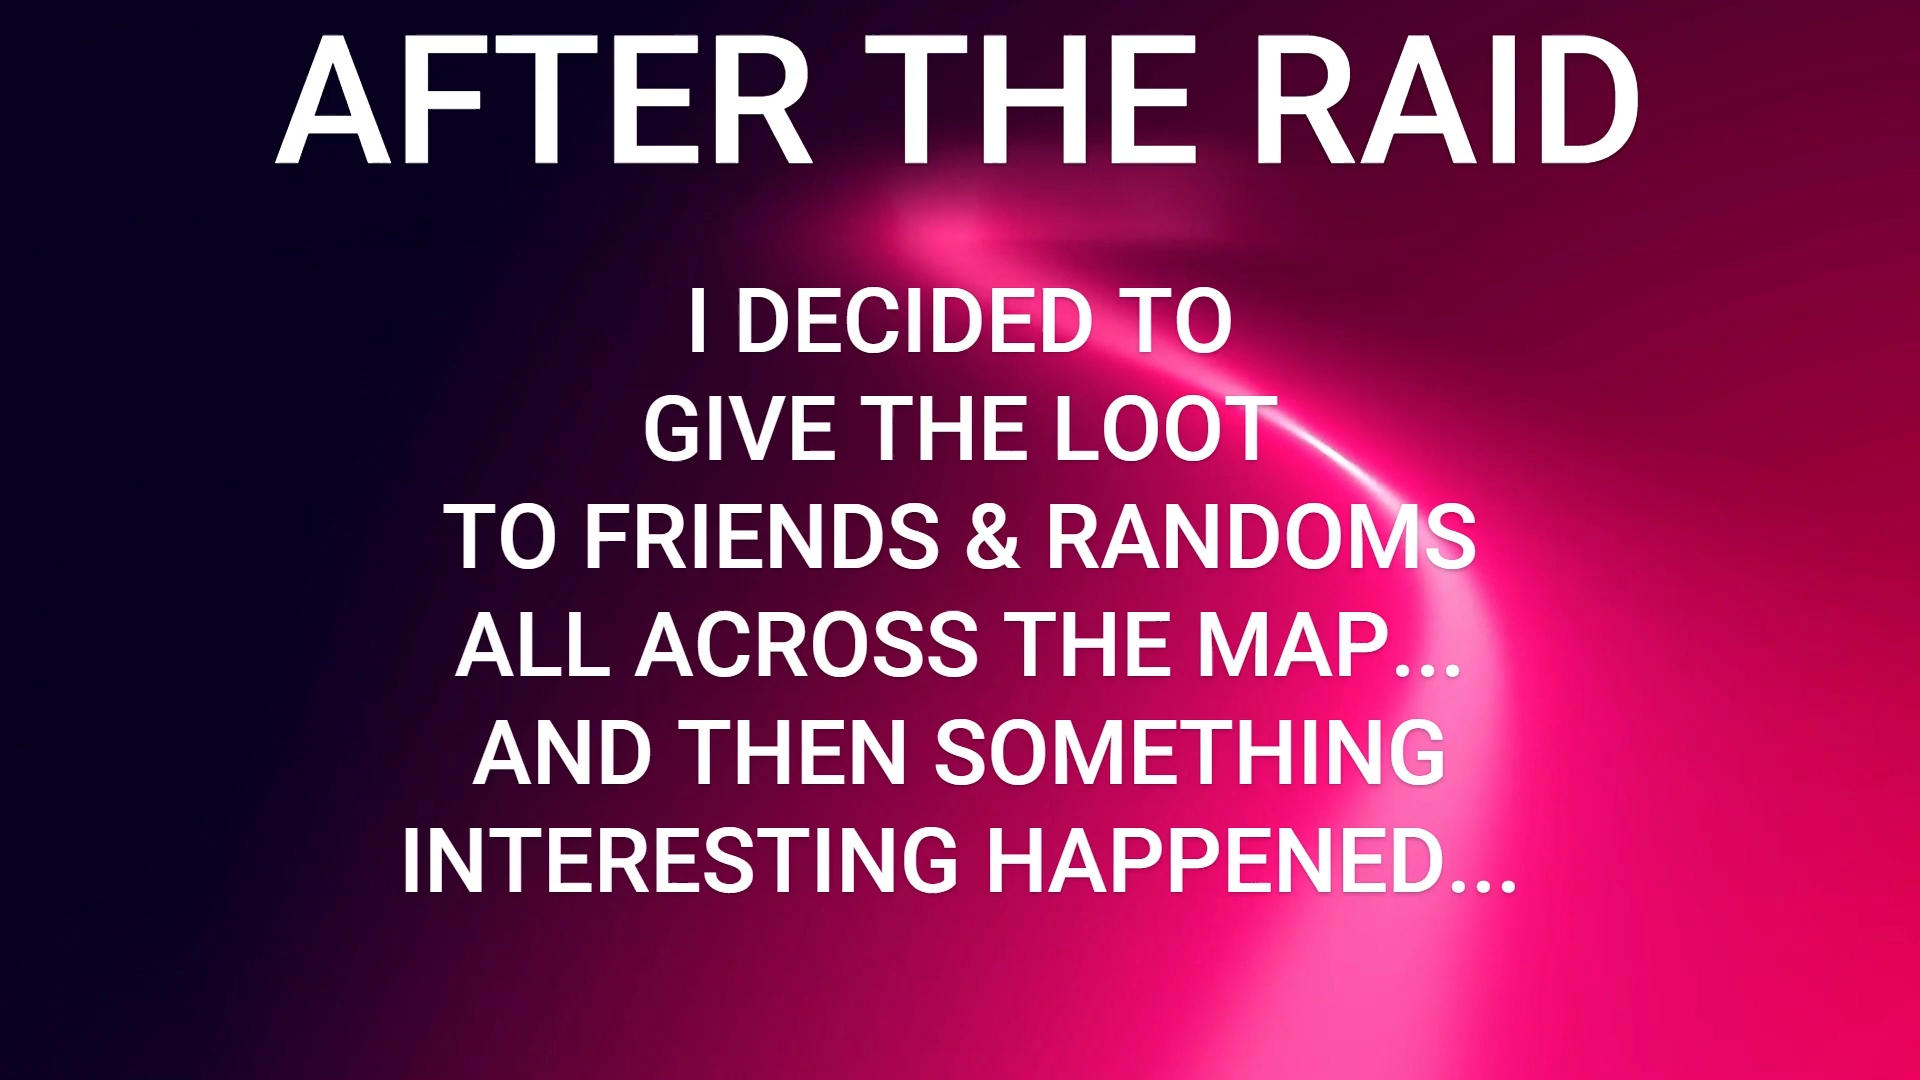 AFTER THE RAID
I DECIDED TO
GIVE THE LOOT
TO FRIENDS & RANDOMS
ALL ACROSS THE MAP...
AND THEN SOMETHING
INTERESTING HAPPENED...